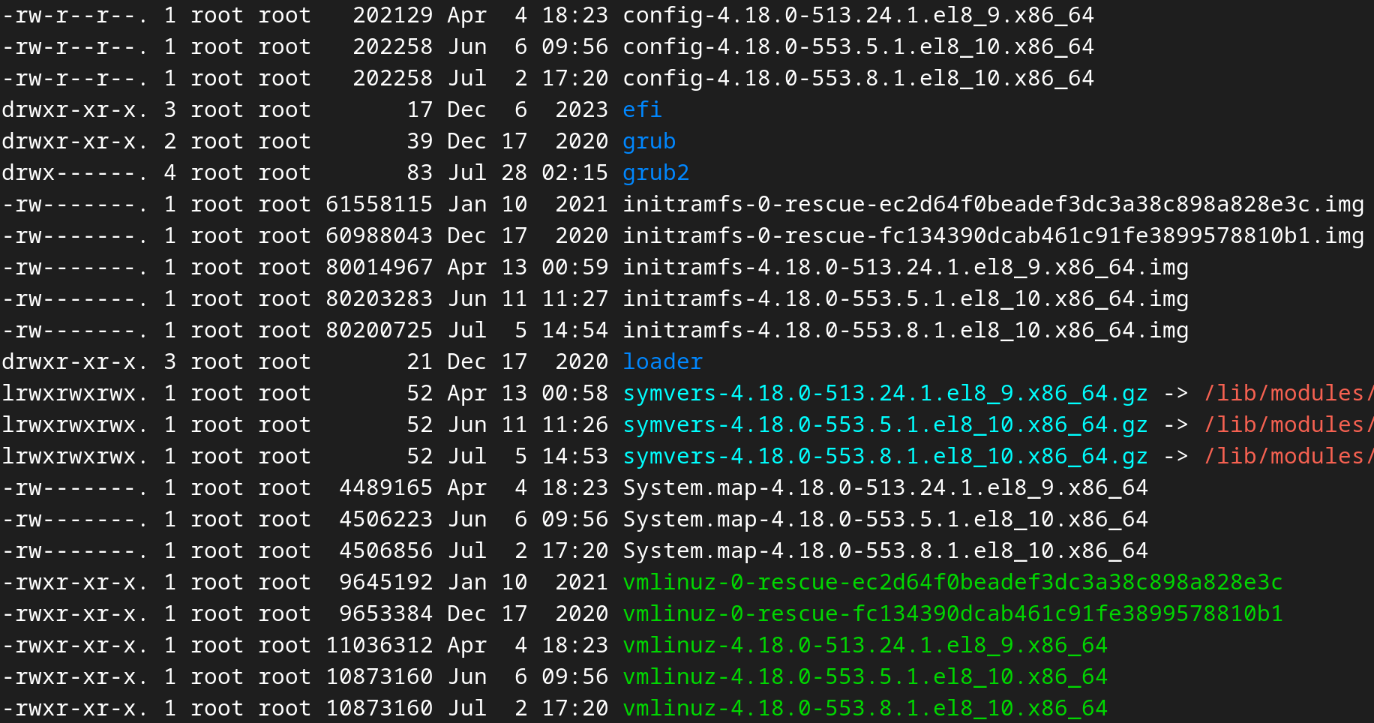 -rw-r--r--. 1 root root   202129 Apr  4 18:23 config-4.18.0-513.24.1.el8_9.x86_64
-rw-r--r--. 1 root root   202258 Jun  6 09:56 config-4.18.0-553.5.1.el8_10.x86_64
-rw-r--r--. 1 root root   202258 Jul  2 17:20 config-4.18.0-553.8.1.el8_10.x86_64
drwxr-xr-x. 3 root root       17 Dec  6  2023 efi
drwxr-xr-x. 2 root root       39 Dec 17  2020 grub
drwx------. 4 root root       83 Jul 28 02:15 grub2
-rw-------. 1 root root 61558115 Jan 10  2021 initramfs-0-rescue-ec2d64f0beadef3dc3a38c898a828e3c.img
-rw-------. 1 root root 60988043 Dec 17  2020 initramfs-0-rescue-fc134390dcab461c91fe3899578810b1.img
-rw-------. 1 root root 80014967 Apr 13 00:59 initramfs-4.18.0-513.24.1.el8_9.x86_64.img
-rw-------. 1 root root 80203283 Jun 11 11:27 initramfs-4.18.0-553.5.1.el8_10.x86_64.img
-rw-------. 1 root root 80200725 Jul  5 14:54 initramfs-4.18.0-553.8.1.el8_10.x86_64.img
drwxr-xr-x. 3 root root       21 Dec 17  2020 loader
lrwxrwxrwx. 1 root root       52 Apr 13 00:58 symvers-4.18.0-513.24.1.el8_9.x86_64.gz -> /lib/modules/
lrwxrwxrwx. 1 root root       52 Jun 11 11:26 symvers-4.18.0-553.5.1.el8_10.x86_64.gz -> /lib/modules/
lrwxrwxrwx. 1 root root       52 Jul  5 14:53 symvers-4.18.0-553.8.1.el8_10.x86_64.gz -> /lib/modules/
-rw-------. 1 root root  4489165 Apr  4 18:23 System.map-4.18.0-513.24.1.el8_9.x86_64
-rw-------. 1 root root  4506223 Jun  6 09:56 System.map-4.18.0-553.5.1.el8_10.x86_64
-rw-------. 1 root root  4506856 Jul  2 17:20 System.map-4.18.0-553.8.1.el8_10.x86_64
-rwxr-xr-x. 1 root root  9645192 Jan 10  2021 vmlinuz-0-rescue-ec2d64f0beadef3dc3a38c898a828e3c
-rwxr-xr-x. 1 root root  9653384 Dec 17  2020 vmlinuz-0-rescue-fc134390dcab461c91fe3899578810b1
-rwxr-xr-x. 1 root root 11036312 Apr  4 18:23 vmlinuz-4.18.0-513.24.1.el8_9.x86_64
-rwxr-xr-x. 1 root root 10873160 Jun  6 09:56 vmlinuz-4.18.0-553.5.1.el8_10.x86_64
-rwxr-xr-x. 1 root root 10873160 Jul  2 17:20 vmlinuz-4.18.0-553.8.1.el8_10.x86_64